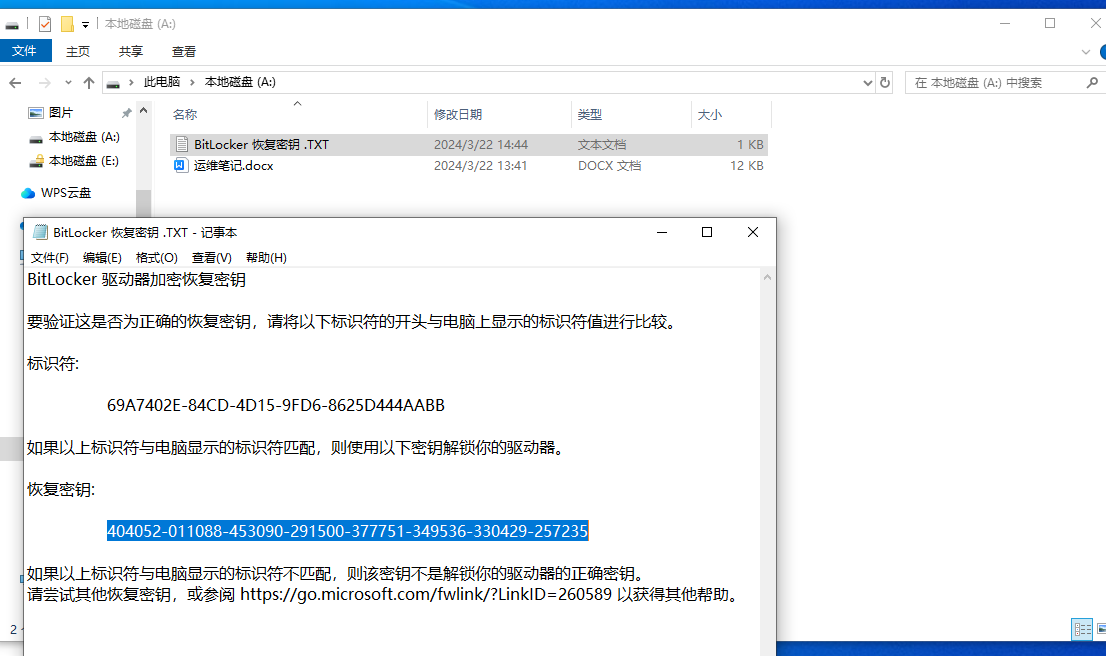 本地磁盘 (A:)
文件 主页 共享 查看
此电脑 本地磁盘 (A:)
在 本地磁盘 (A:) 中搜索
图片
本地磁盘 (A:)
本地磁盘 (E:)
WPS云盘
名称 修改日期 类型 大小
BitLocker 恢复密钥 .TXT 2024/3/22 14:44 文本文档 1 KB
运维笔记.docx 2024/3/22 13:41 DOCX 文档 12 KB
BitLocker 恢复密钥 .TXT - 记事本
文件(F) 编辑(E) 格式(O) 查看(V) 帮助(H)
BitLocker 驱动器加密恢复密钥
要验证这是否为正确的恢复密钥，请将以下标识符的开头与电脑上显示的标识符值进行比较。
标识符:
69A7402E-84CD-4D15-9FD6-8625D444AABB
如果以上标识符与电脑显示的标识符匹配，则使用以下密钥解锁你的驱动器。
恢复密钥:
404052-011088-453090-291500-377751-349536-330429-257235
如果以上标识符与电脑显示的标识符不匹配，则该密钥不是解锁你的驱动器的正确密钥。
请尝试其他恢复密钥，或参阅 https://go.microsoft.com/fwlink/?LinkID=260589 以获得其他帮助。
2